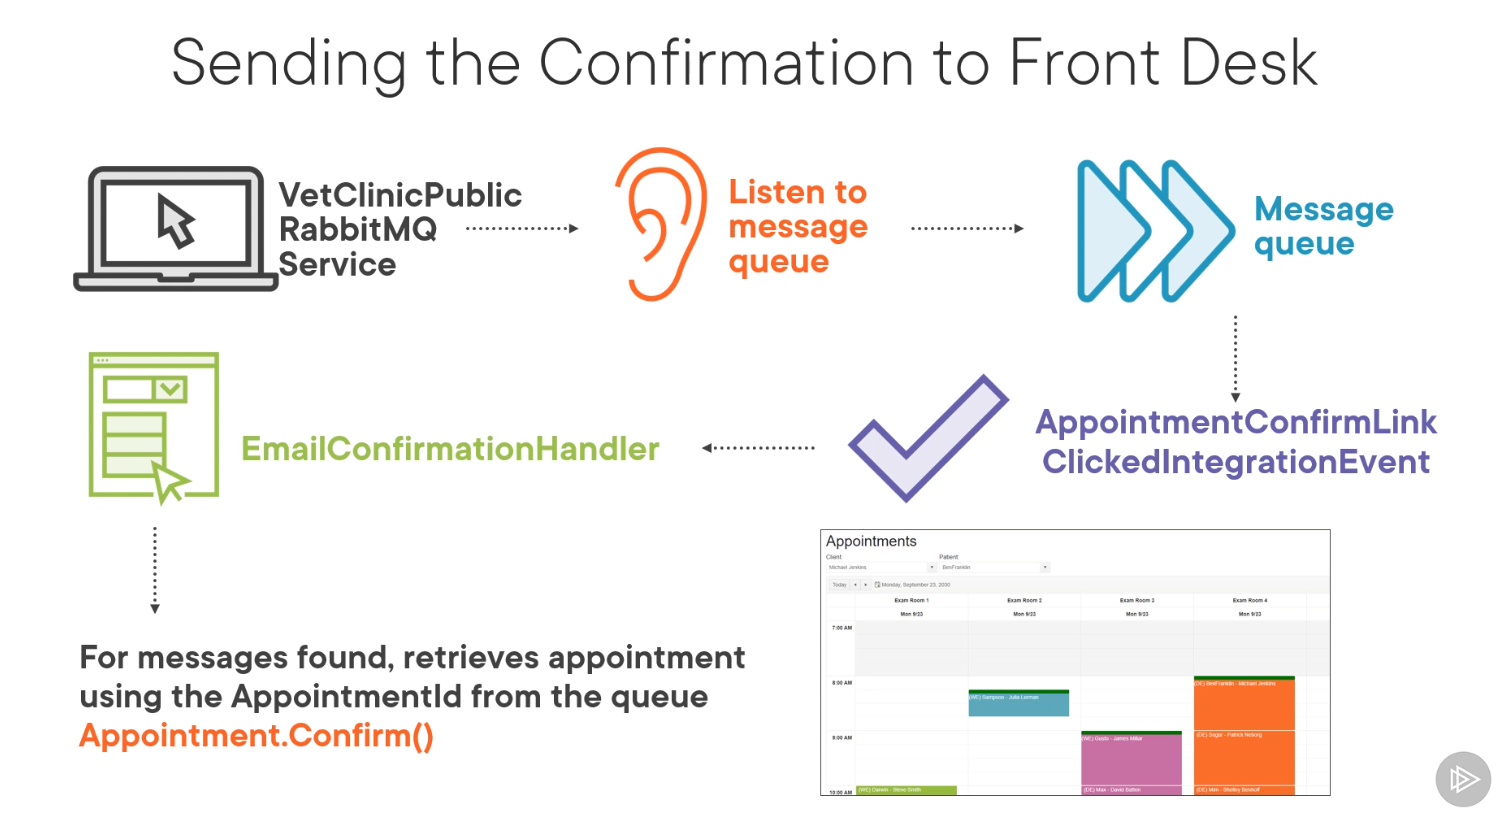 Sending the Confirmation to Front Desk
VetClinicPublic
RabbitMQ
Service
Listen to
message
queue
Message
queue
AppointmentConfirmLink
ClickedIntegrationEvent
EmailConfirmationHandler
For messages found, retrieves appointment
using the AppointmentId from the queue
Appointment.Confirm()
Appointments
Client
Patient
Michael Jenkins
BenFranklin
Today
Monday, September 23, 2030
Exam Room 1
Exam Room 2
Exam Room 3
Exam Room 4
Mon 9/23
Mon 9/23
Mon 9/23
Mon 9/23
7:00 AM
8:00 AM
(DE) BenFranklin - Michael Jenkins
(WE) Sampson - Julia Lerman
9:00 AM
(WE) Gusto - James Millar
(DE) Sugar - Patrick Neborg
10:00 AM
(WE) Darwin - Steve Smith
(DE) Max - David Batten
(DE) Mim - Shelley Benhoff